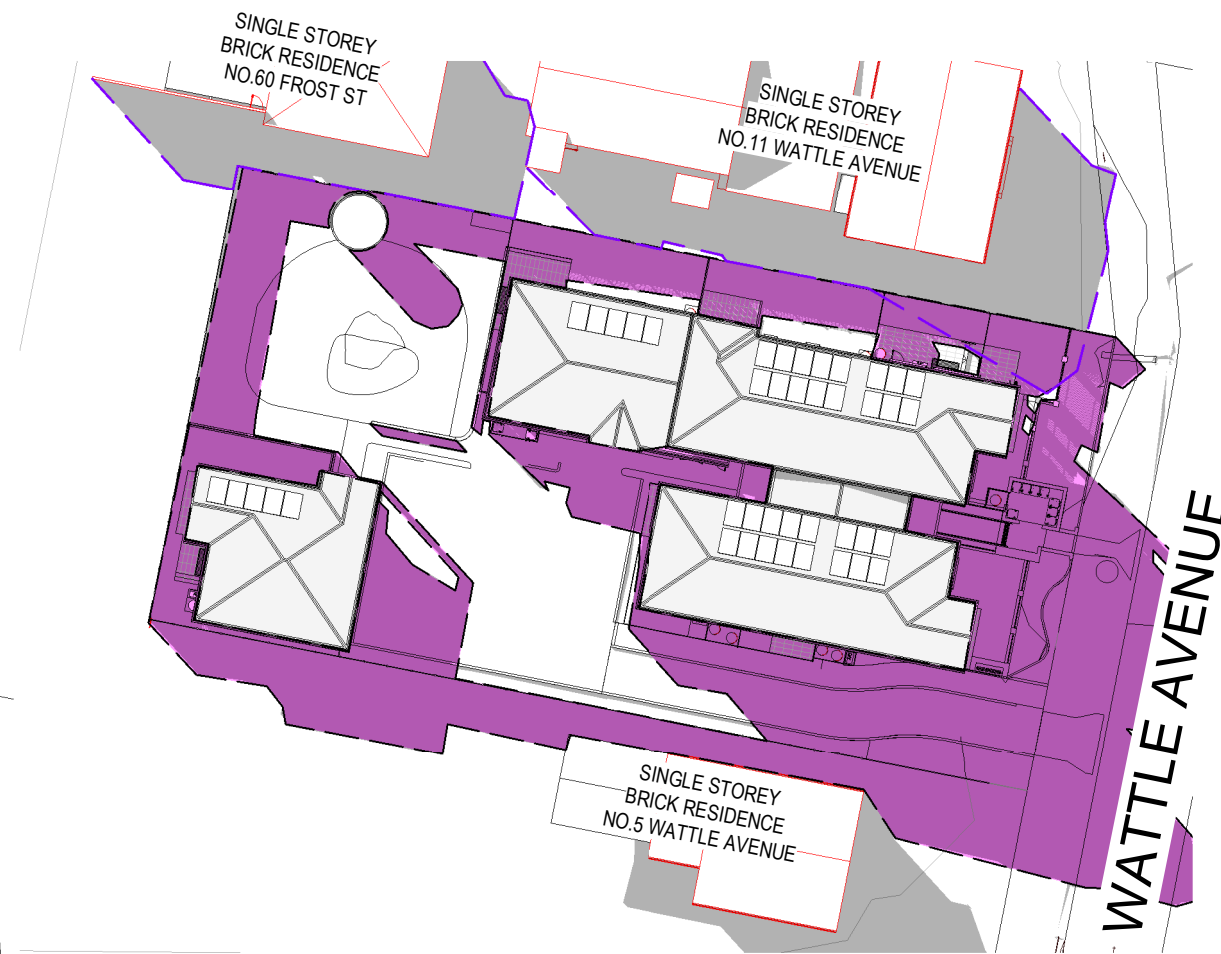 SINGLE STOREY
BRICK RESIDENCE
NO.60 FROST ST
SINGLE STOREY
BRICK RESIDENCE
NO.11 WATTLE AVENUE
SINGLE STOREY
BRICK RESIDENCE
NO.5 WATTLE AVENUE
WATTLE AVENUE